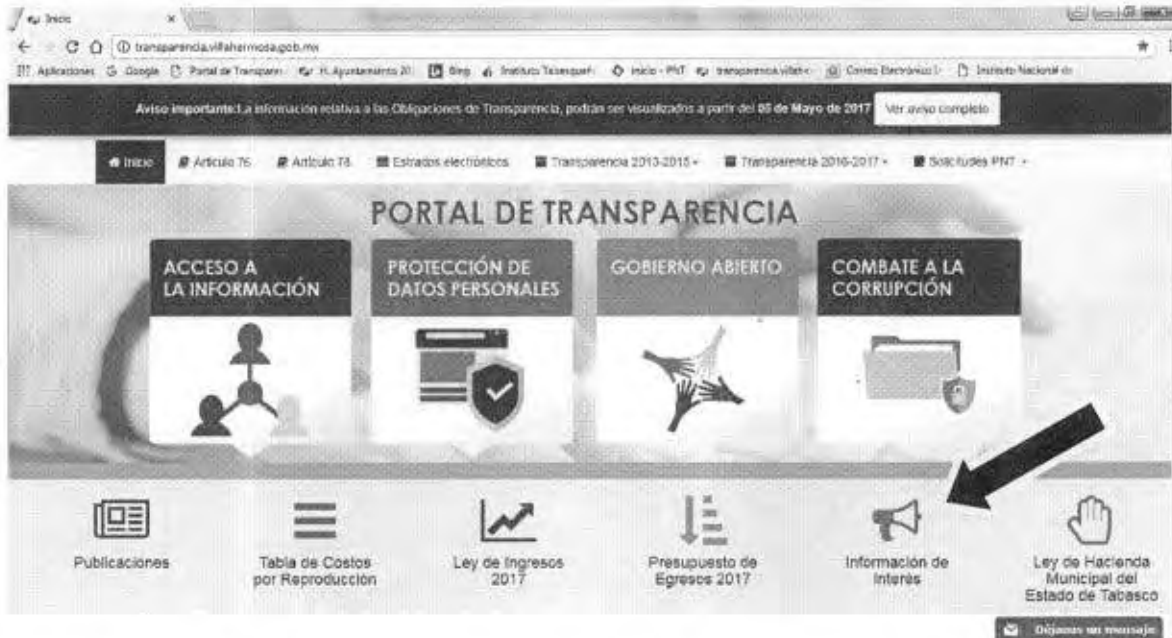 Inicio
transparencia.villahermosa.gob.mx
Aplicaciones Google Portal de Transparen H. Ayuntamiento 20 Bing Inicio - PNT transparencia.villah Correo Electrónico Instituto Nacional de
Aviso importante: La información relativa a las Obligaciones de Transparencia, podrán ser visualizados a partir del 05 de Mayo de 2017 Ver aviso completo
Inicio Artículo 76 Artículo 78 Estrados electrónicos Transparencia 2013-2015 Transparencia 2016-2017 Solicitudes PNT
PORTAL DE TRANSPARENCIA
ACCESO A
LA INFORMACIÓN
PROTECCIÓN DE
DATOS PERSONALES
GOBIERNO ABIERTO
COMBATE A LA
CORRUPCIÓN
Publicaciones
Tabla de Costos
por Reproducción
Ley de Ingresos
2017
Presupuesto de
Egresos 2017
Información de
Interés
Ley de Hacienda
Municipal del
Estado de Tabasco
Déjanos un mensaje